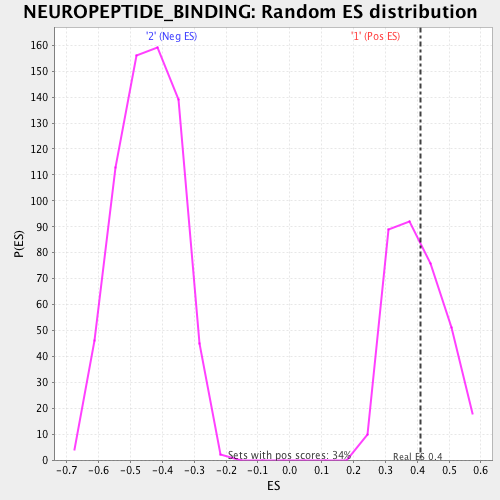 NEUROPEPTIDE_BINDING: Random ES distribution
'2' (Neg ES)
'1' (Pos ES)
160
150
140
130
120
110
100
90
80
70
60
50
40
30
20
10
0
P(ES)
Sets with pos scores: 34%
Real ES 0.4
-0.7 -0.6 -0.5 -0.4 -0.3 -0.2 -0.1 0.0 0.1 0.2 0.3 0.4 0.5 0.6
ES